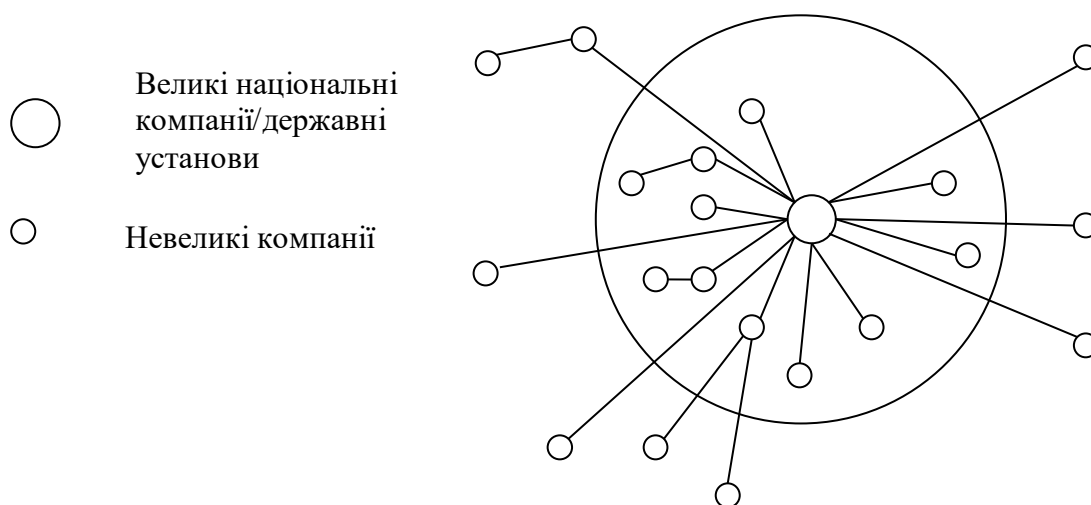 Великі національні
компанії/державні
установи
Невеликі компанії